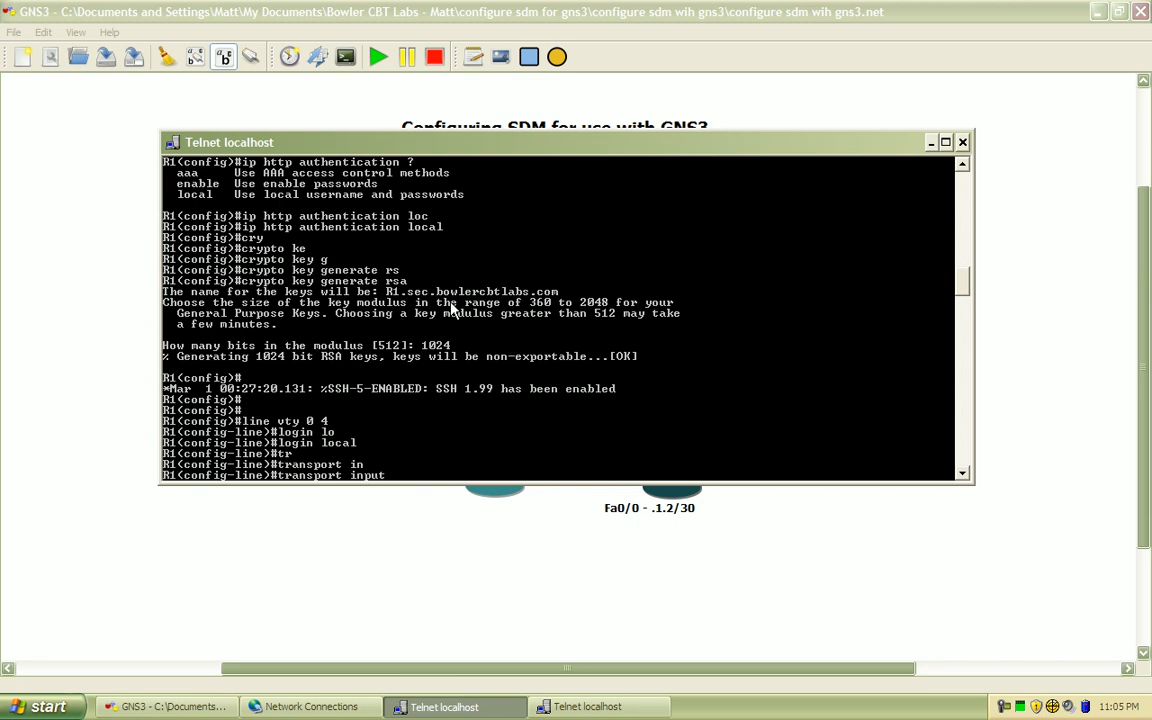 GNS3 - C:\Documents and Settings\Matt\My Documents\Bowler CBT Labs - Matt\configure sdm for gns3\configure sdm wih gns3\configure sdm wih gns3.net
File Edit View Help
Configuring SDM for use with GNS3
Telnet localhost
R1(config)#ip http authentication ?
aaa Use AAA access control methods
enable Use enable passwords
local Use local username and passwords
R1(config)#ip http authentication loc
R1(config)#ip http authentication local
R1(config)#cry
R1(config)#crypto ke
R1(config)#crypto key g
R1(config)#crypto key generate rs
R1(config)#crypto key generate rsa
The name for the keys will be: R1.sec.bowlercbtlabs.com
Choose the size of the key modulus in the range of 360 to 2048 for your
General Purpose Keys. Choosing a key modulus greater than 512 may take
a few minutes.
How many bits in the modulus [512]: 1024
% Generating 1024 bit RSA keys, keys will be non-exportable...[OK]
R1(config)#
*Mar 1 00:27:20.131: %SSH-5-ENABLED: SSH 1.99 has been enabled
R1(config)#
R1(config)#
R1(config)#line vty 0 4
R1(config-line)#login lo
R1(config-line)#login local
R1(config-line)#tr
R1(config-line)#transport in
R1(config-line)#transport input
Fa0/0 - .1.2/30
start
GNS3 - C:\Documents...
Network Connections
Telnet localhost
Telnet localhost
11:05 PM